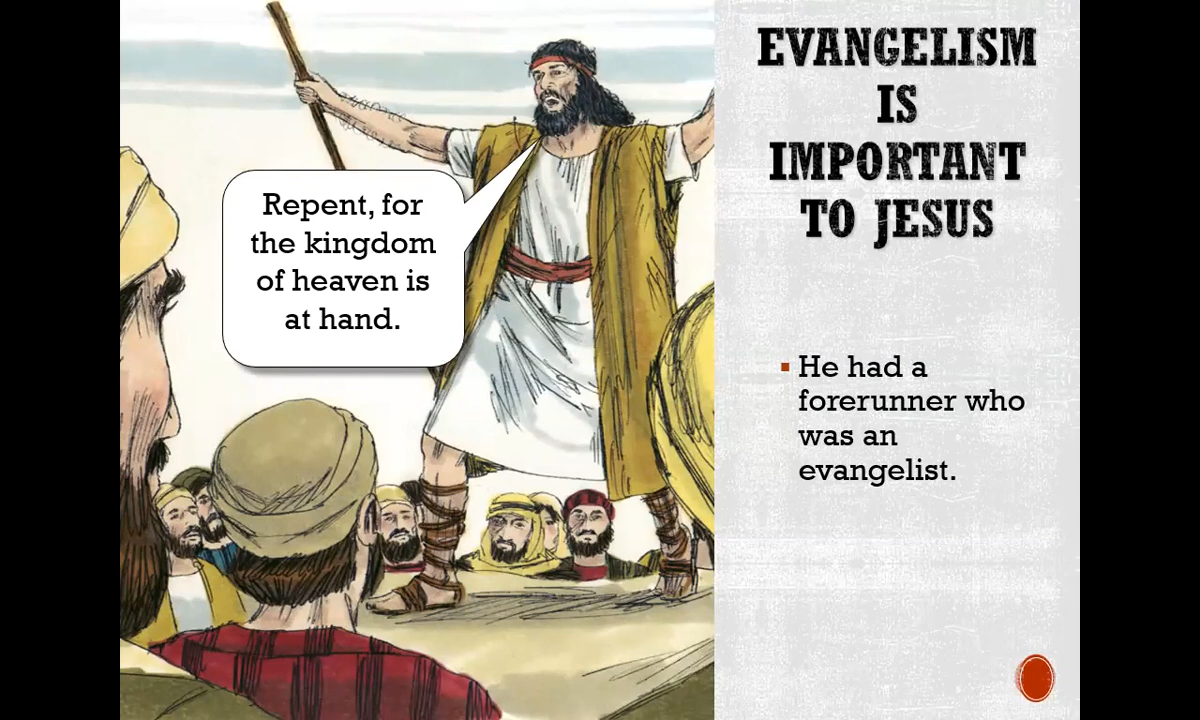 Repent, for
the kingdom
of heaven is
at hand.
EVANGELISM
IS
IMPORTANT
TO JESUS
▪ He had a
forerunner who
was an
evangelist.